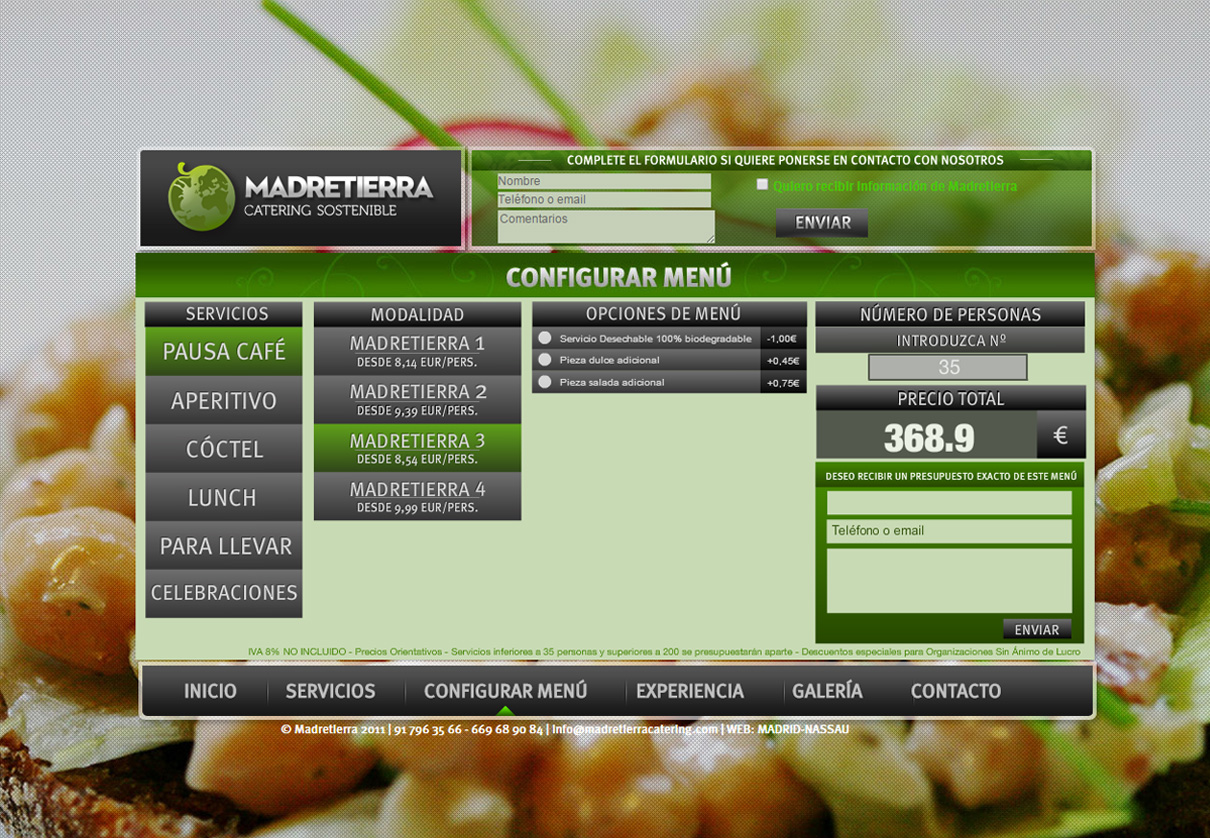 MADRETIERRA
CATERING SOSTENIBLE
COMPLETE EL FORMULARIO SI QUIERE PONERSE EN CONTACTO CON NOSOTROS
Nombre
Teléfono o email
Comentarios
Quiero recibir información de Madretierra
ENVIAR
CONFIGURAR MENÚ
SERVICIOS
PAUSA CAFÉ
APERITIVO
CÓCTEL
LUNCH
PARA LLEVAR
CELEBRACIONES
MODALIDAD
MADRETIERRA 1
DESDE 8,14 EUR/PERS.
MADRETIERRA 2
DESDE 9,39 EUR/PERS.
MADRETIERRA 3
DESDE 8,54 EUR/PERS.
MADRETIERRA 4
DESDE 9,99 EUR/PERS.
OPCIONES DE MENÚ
Servicio Desechable 100% biodegradable -1,00€
Pieza dulce adicional +0,45€
Pieza salada adicional +0,75€
NÚMERO DE PERSONAS
INTRODUZCA Nº
35
PRECIO TOTAL
368.9 €
DESEO RECIBIR UN PRESUPUESTO EXACTO DE ESTE MENÚ
Teléfono o email
ENVIAR
IVA 8% NO INCLUIDO - Precios Orientativos - Servicios inferiores a 35 personas y superiores a 200 se presupuestarán aparte - Descuentos especiales para Organizaciones Sin Ánimo de Lucro
INICIO SERVICIOS CONFIGURAR MENÚ EXPERIENCIA GALERÍA CONTACTO
© Madretierra 2011 | 91 796 35 66 - 669 68 90 84 | info@madretierracatering.com | WEB: MADRID-NASSAU